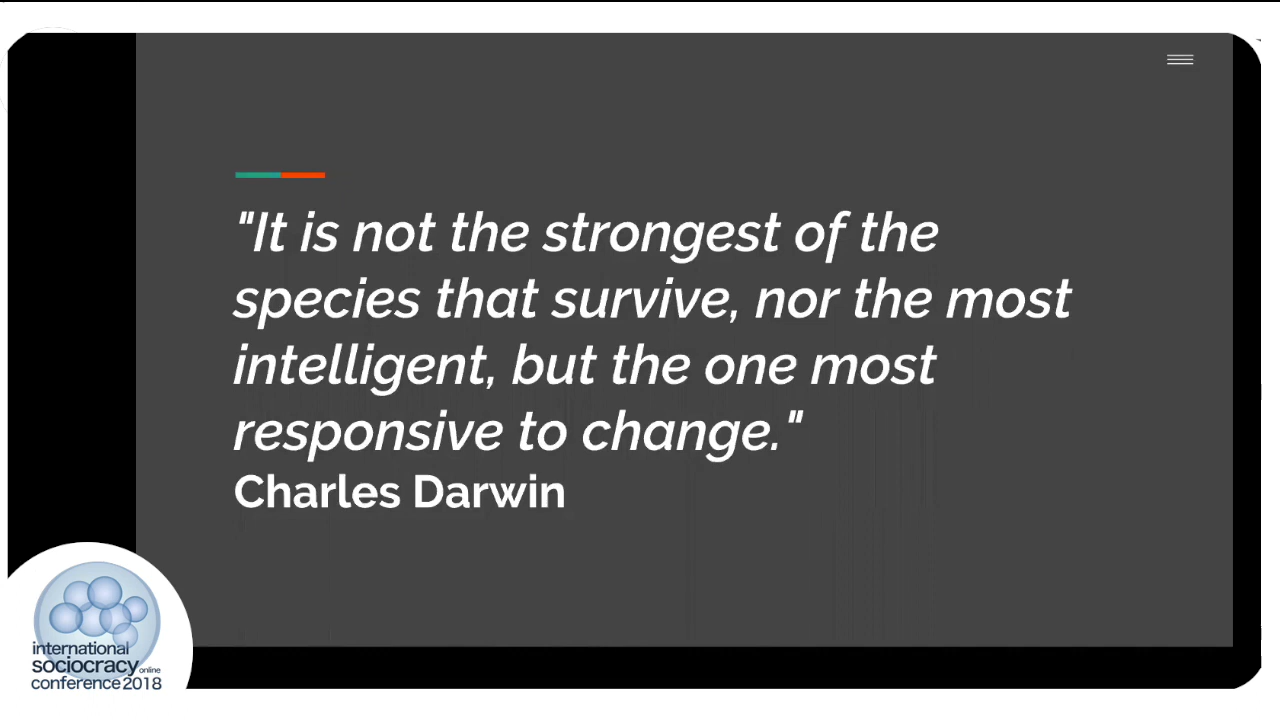 "It is not the strongest of the
species that survive, nor the most
intelligent, but the one most
responsive to change."
Charles Darwin
international
sociocracy online
conference 2018